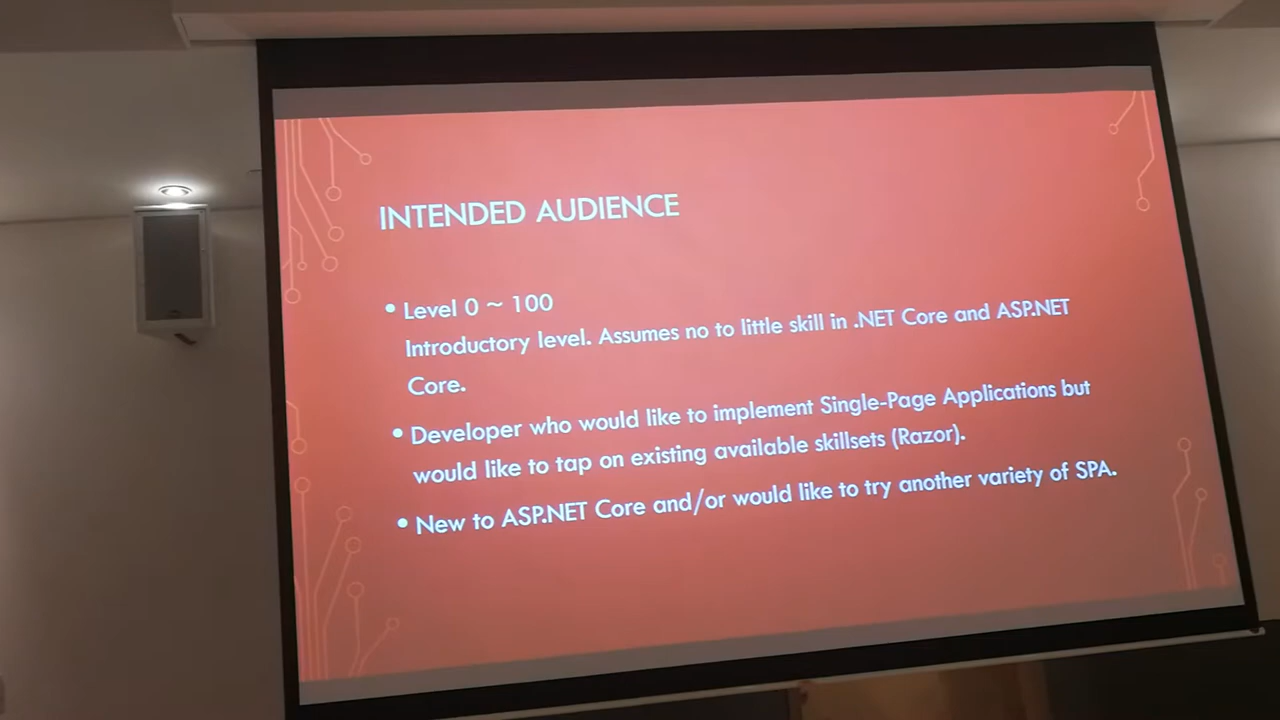 INTENDED AUDIENCE
• Level 0 ~ 100
Introductory level. Assumes no to little skill in .NET Core and ASP.NET
Core.
• Developer who would like to implement Single-Page Applications but
would like to tap on existing available skillsets (Razor).
• New to ASP.NET Core and/or would like to try another variety of SPA.